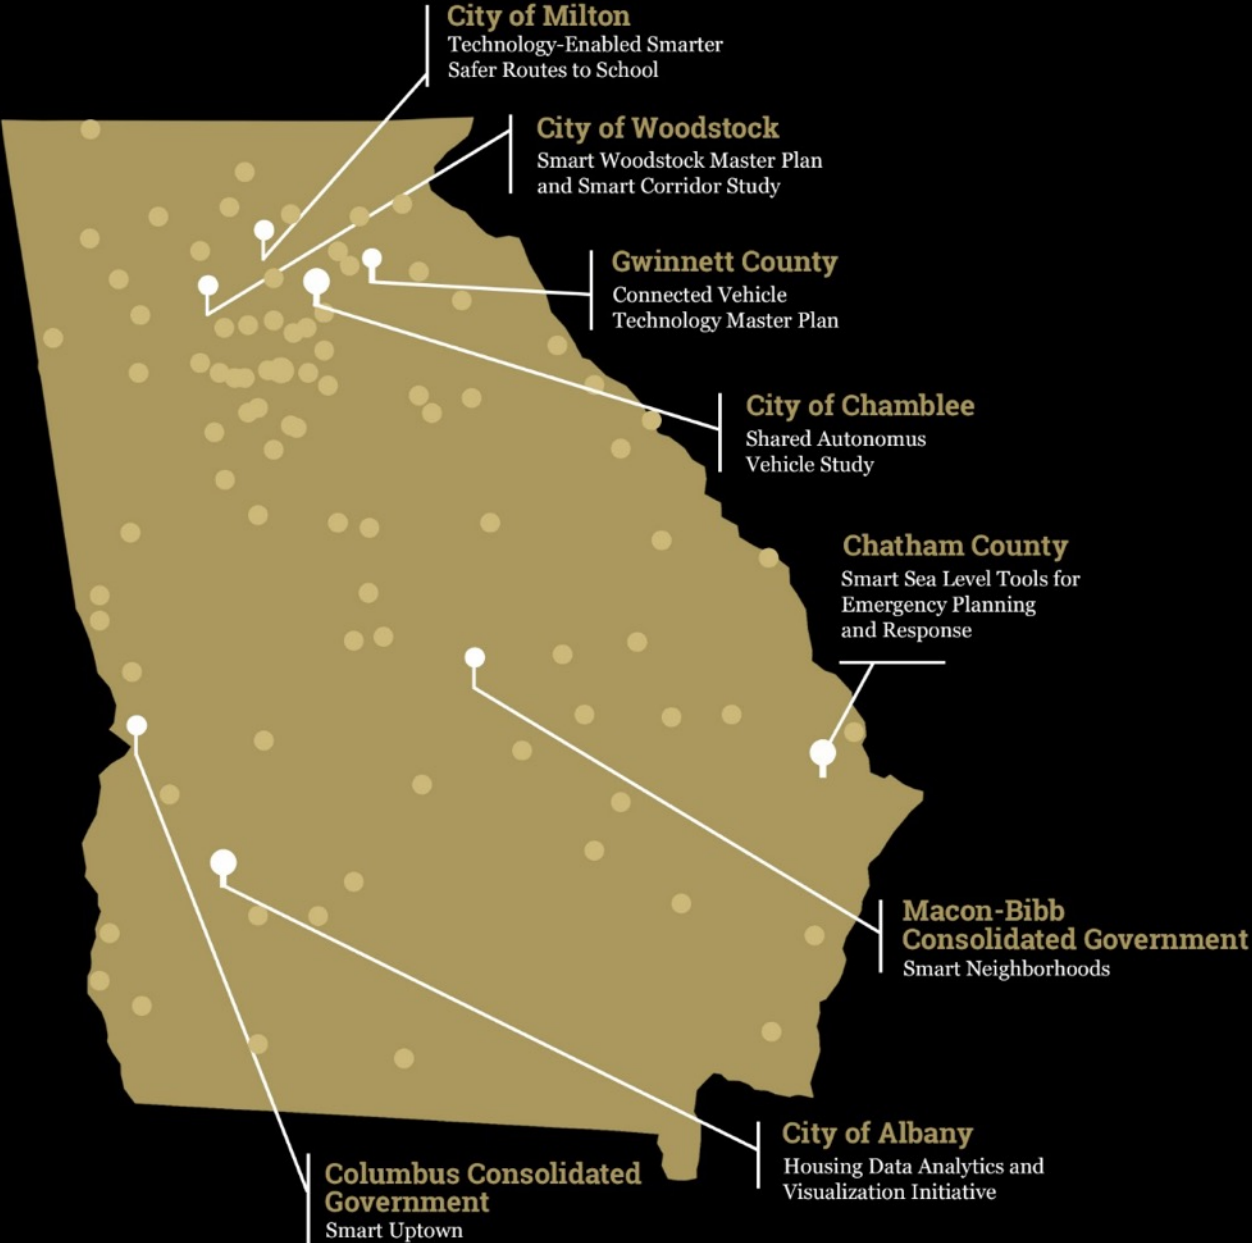 City of Milton
Technology-Enabled Smarter
Safer Routes to School
City of Woodstock
Smart Woodstock Master Plan
and Smart Corridor Study
Gwinnett County
Connected Vehicle
Technology Master Plan
City of Chamblee
Shared Autonomus
Vehicle Study
Chatham County
Smart Sea Level Tools for
Emergency Planning
and Response
Macon-Bibb
Consolidated Government
Smart Neighborhoods
City of Albany
Housing Data Analytics and
Visualization Initiative
Columbus Consolidated
Government
Smart Uptown